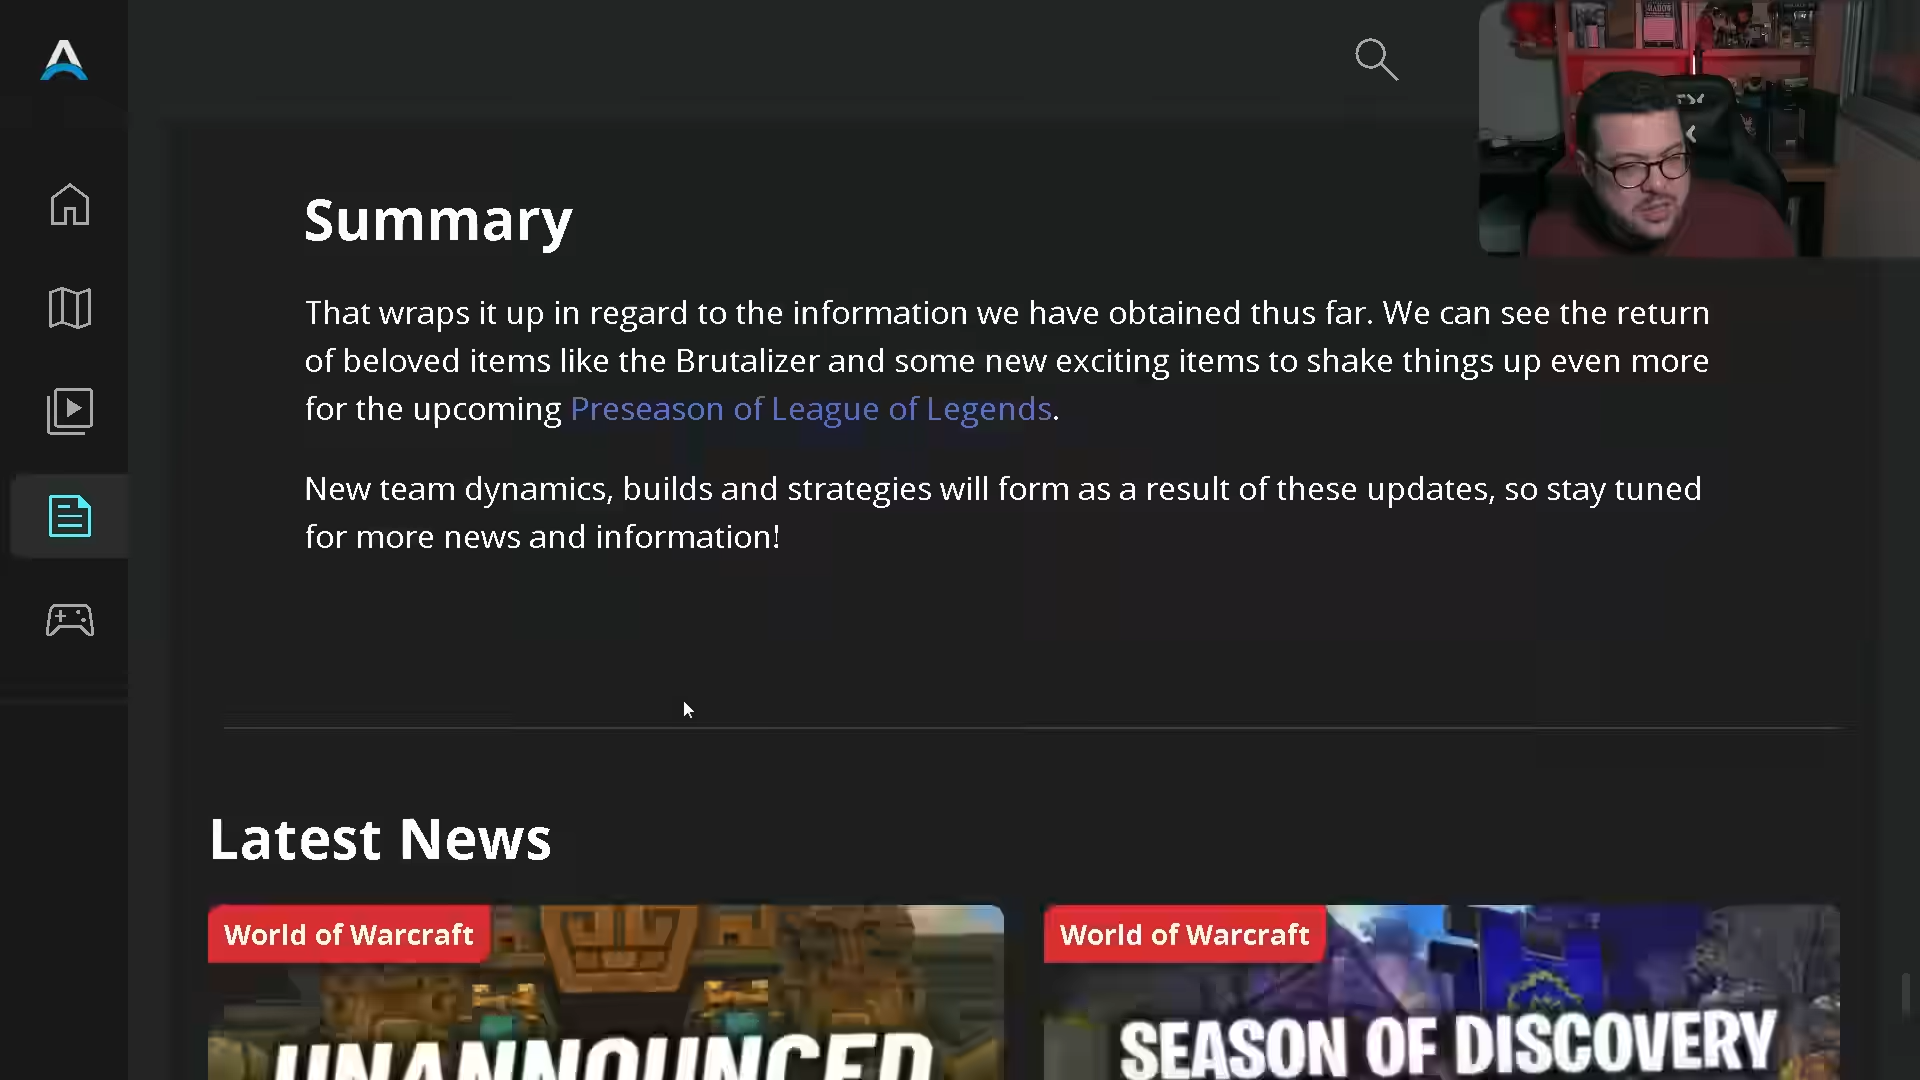 Summary
That wraps it up in regard to the information we have obtained thus far. We can see the return
of beloved items like the Brutalizer and some new exciting items to shake things up even more
for the upcoming Preseason of League of Legends.
New team dynamics, builds and strategies will form as a result of these updates, so stay tuned
for more news and information!
Latest News
World of Warcraft
World of Warcraft
UNANNOUNCED
SEASON OF DISCOVERY